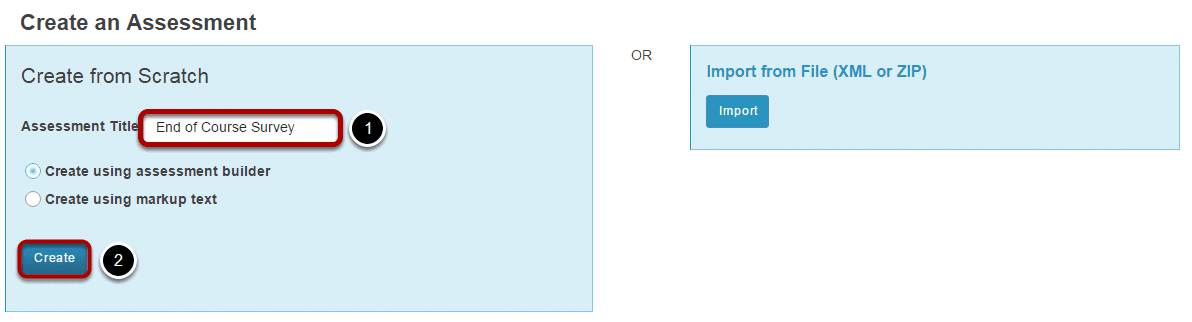 Create an Assessment
Create from Scratch
Assessment Title End of Course Survey 1
Create using assessment builder
Create using markup text
Create 2
OR
Import from File (XML or ZIP)
Import